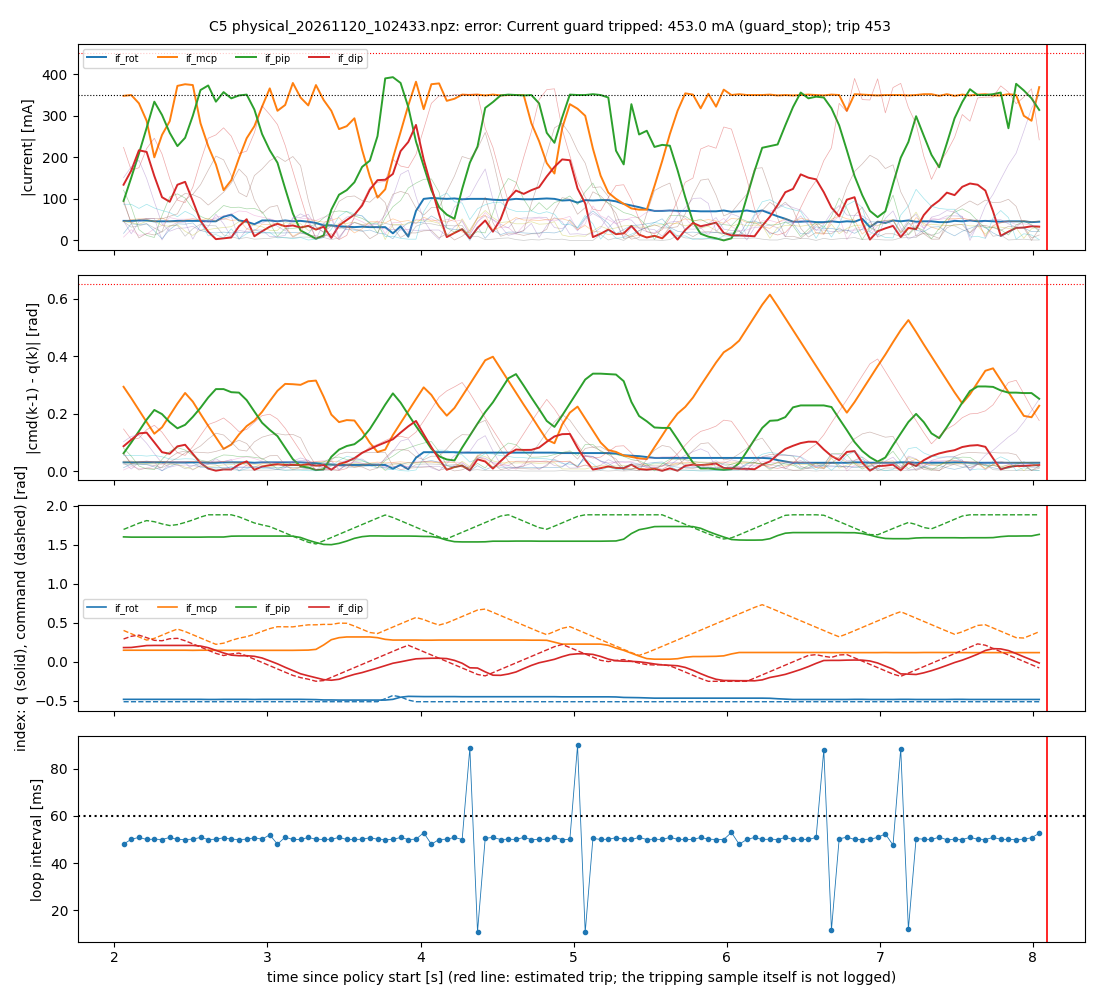 C5 physical_20261120_102433.npz: error: Current guard tripped: 453.0 mA (guard_stop); trip 453
|current| [mA]
400
300
200
100
0
if_rot if_mcp if_pip if_dip
|cmd(k-1) - q(k)| [rad]
0.6
0.4
0.2
0.0
index: q (solid), command (dashed) [rad]
2.0
1.5
1.0
0.5
0.0
−0.5
if_rot if_mcp if_pip if_dip
loop interval [ms]
80
60
40
20
2 3 4 5 6 7 8
time since policy start [s] (red line: estimated trip; the tripping sample itself is not logged)